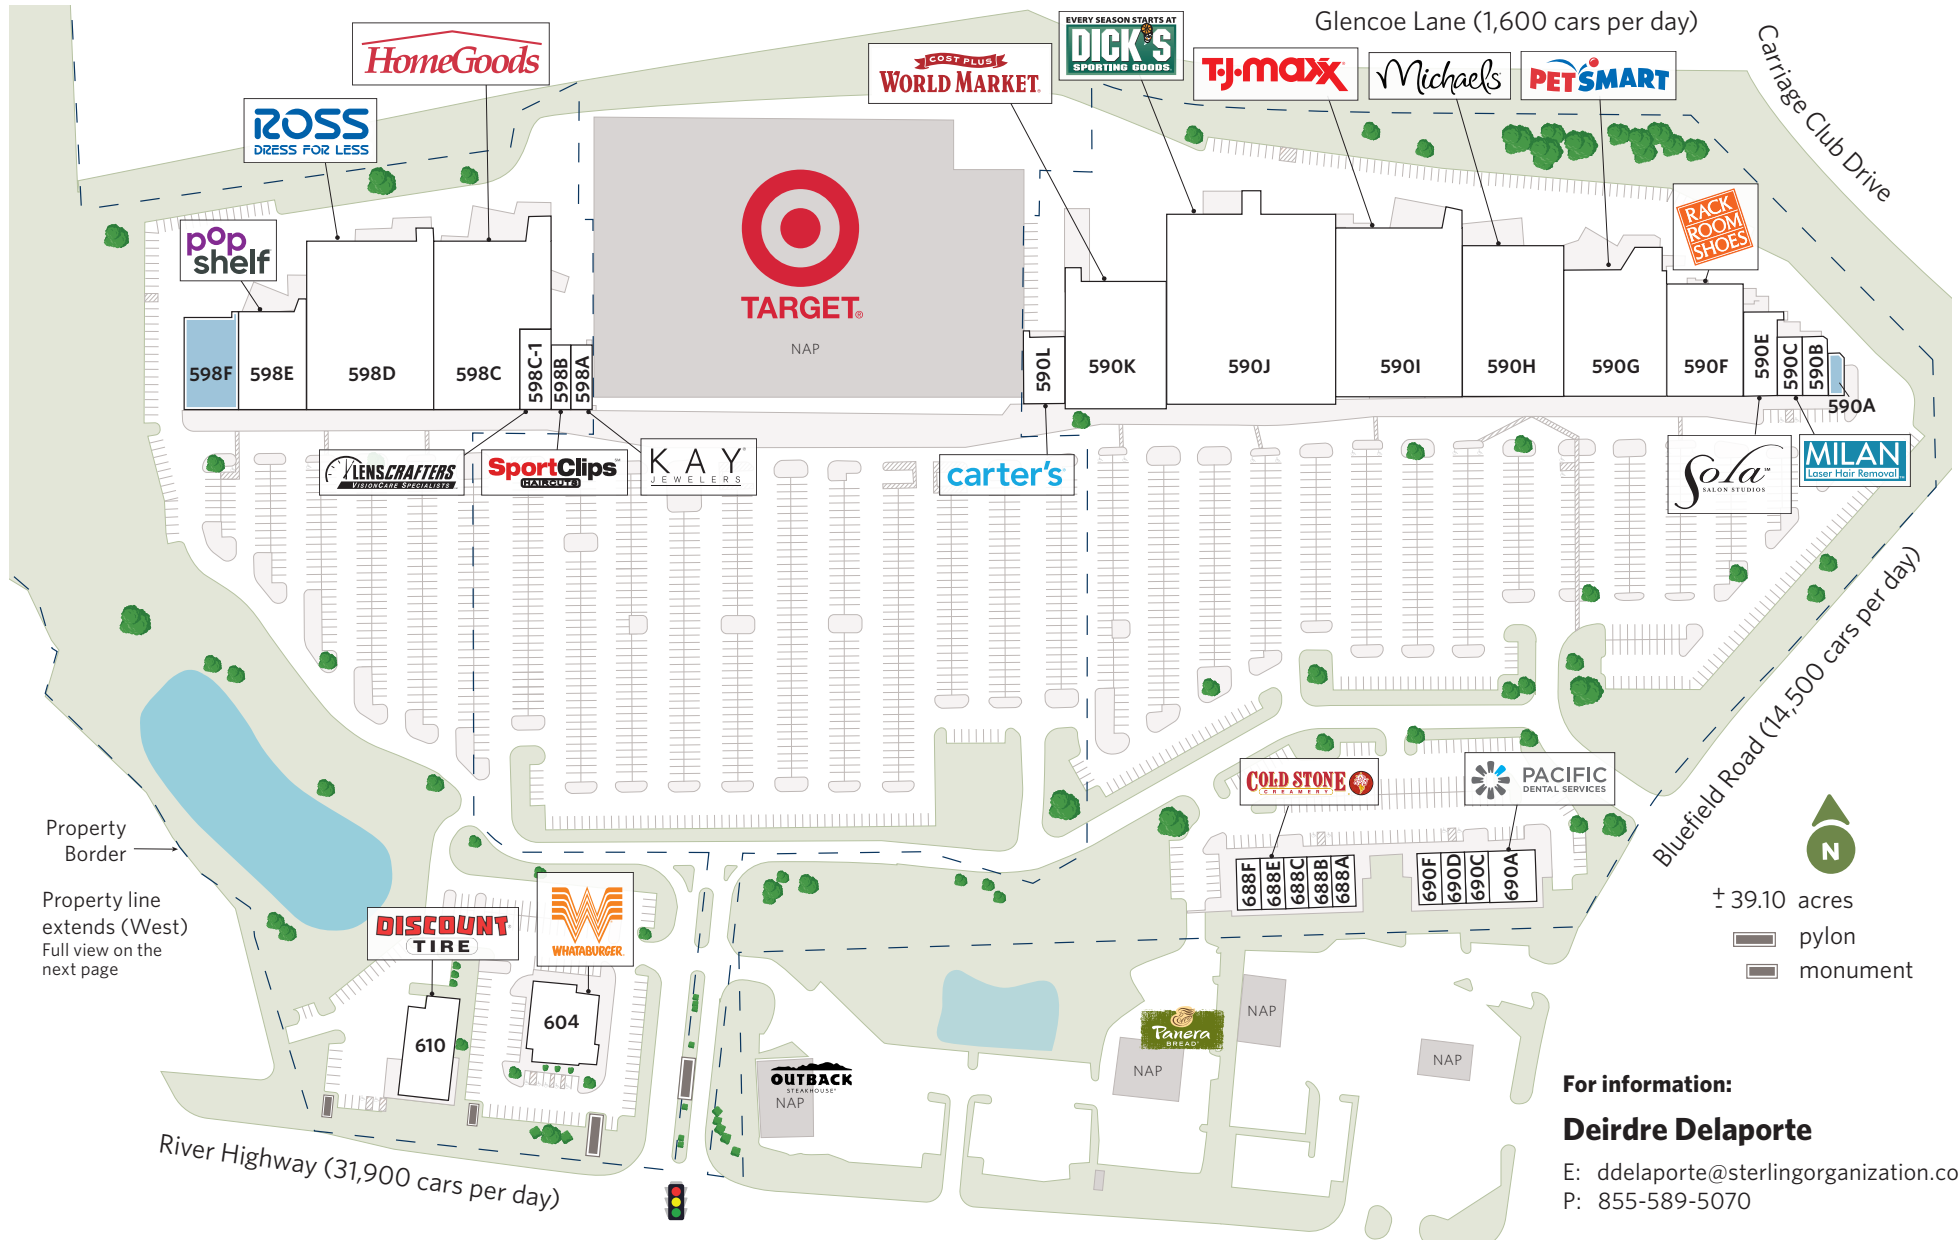 Glencoe Lane (1,600 cars per day)
Carriage Club Drive
HomeGoods
COST PLUS
WORLD MARKET
EVERY SEASON STARTS AT
DICK'S
SPORTING GOODS
T·J·maxx
Michaels
PETSMART
ROSS
DRESS FOR LESS
pop
shelf
TARGET®
NAP
RACK
ROOM
SHOES
598F
598E
598D
598C
598C-1
598B
598A
590L
590K
590J
590I
590H
590G
590F
590E
590C
590B
590A
LENSCRAFTERS
VISIONCARE SPECIALISTS
SportClips
HAIRCUTS
KAY
JEWELERS
carter's
Sola™
SALON STUDIOS
MILAN
Laser Hair Removal
Bluefield Road (14,500 cars per day)
COLD STONE
CREAMERY
PACIFIC
DENTAL SERVICES
688F
688E
688C
688B
688A
690F
690D
690C
690A
N
± 39.10 acres
pylon
monument
Property
Border
Property line
extends (West)
Full view on the
next page
DISCOUNT
TIRE
WHATABURGER
610
604
OUTBACK
STEAKHOUSE
NAP
Panera
BREAD
NAP
NAP
NAP
River Highway (31,900 cars per day)
For information:
Deirdre Delaporte
E: ddelaporte@sterlingorganization.co
P: 855-589-5070